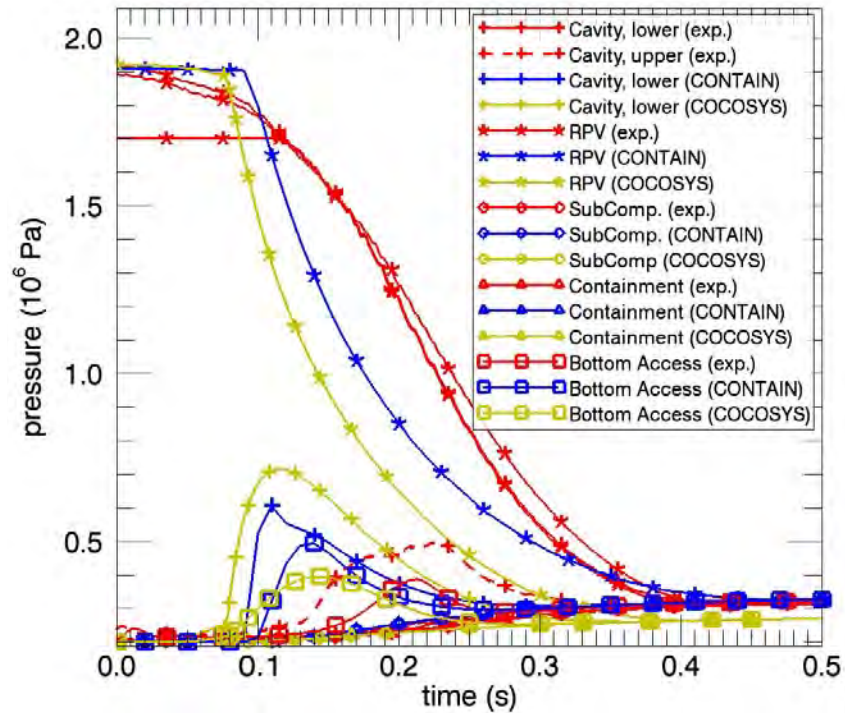 2.0
1.5
1.0
0.5
pressure (10⁶ Pa)
Cavity, lower (exp.)
Cavity, upper (exp.)
Cavity, lower (CONTAIN)
Cavity, lower (COCOSYS)
RPV (exp.)
RPV (CONTAIN)
RPV (COCOSYS)
SubComp. (exp.)
SubComp. (CONTAIN)
SubComp (COCOSYS)
Containment (exp.)
Containment (CONTAIN)
Containment (COCOSYS)
Bottom Access (exp.)
Bottom Access (CONTAIN)
Bottom Access (COCOSYS)
0.0 0.1 0.2 0.3 0.4 0.5
time (s)